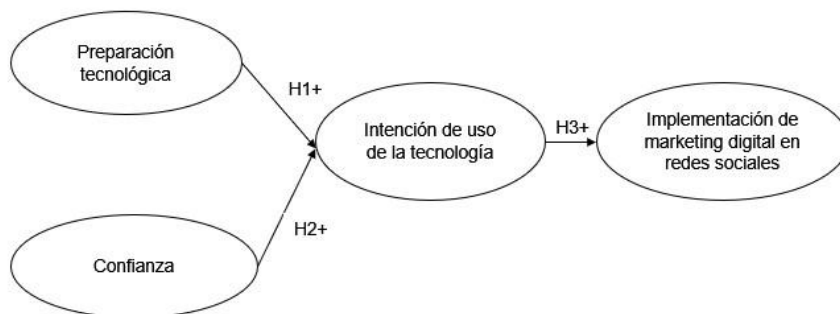 Preparación
tecnológica
H1+
Intención de uso
de la tecnología
H3+
Implementación de
marketing digital en
redes sociales
H2+
Confianza